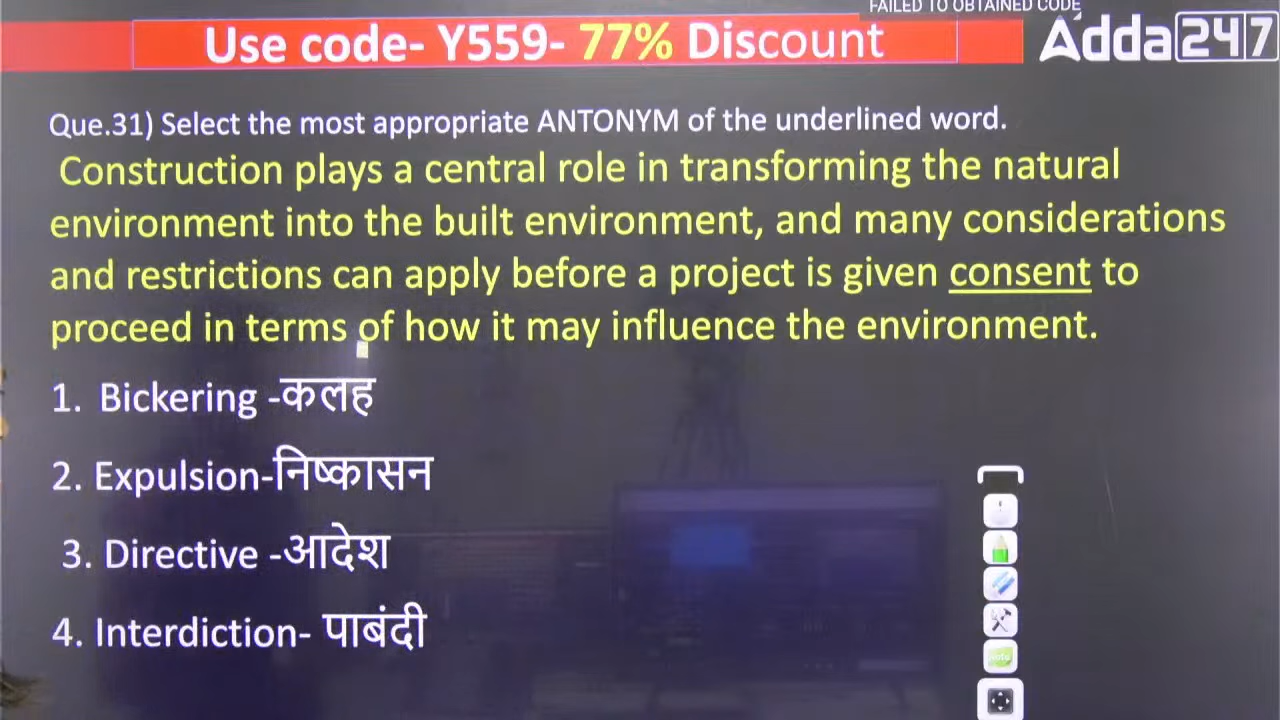 FAILED TO OBTAINED CODE
Use code- Y559- 77% Discount
Adda247
Que.31) Select the most appropriate ANTONYM of the underlined word.
Construction plays a central role in transforming the natural
environment into the built environment, and many considerations
and restrictions can apply before a project is given consent to
proceed in terms of how it may influence the environment.
1. Bickering -कलह
2. Expulsion-निष्कासन
3. Directive -आदेश
4. Interdiction- पाबंदी